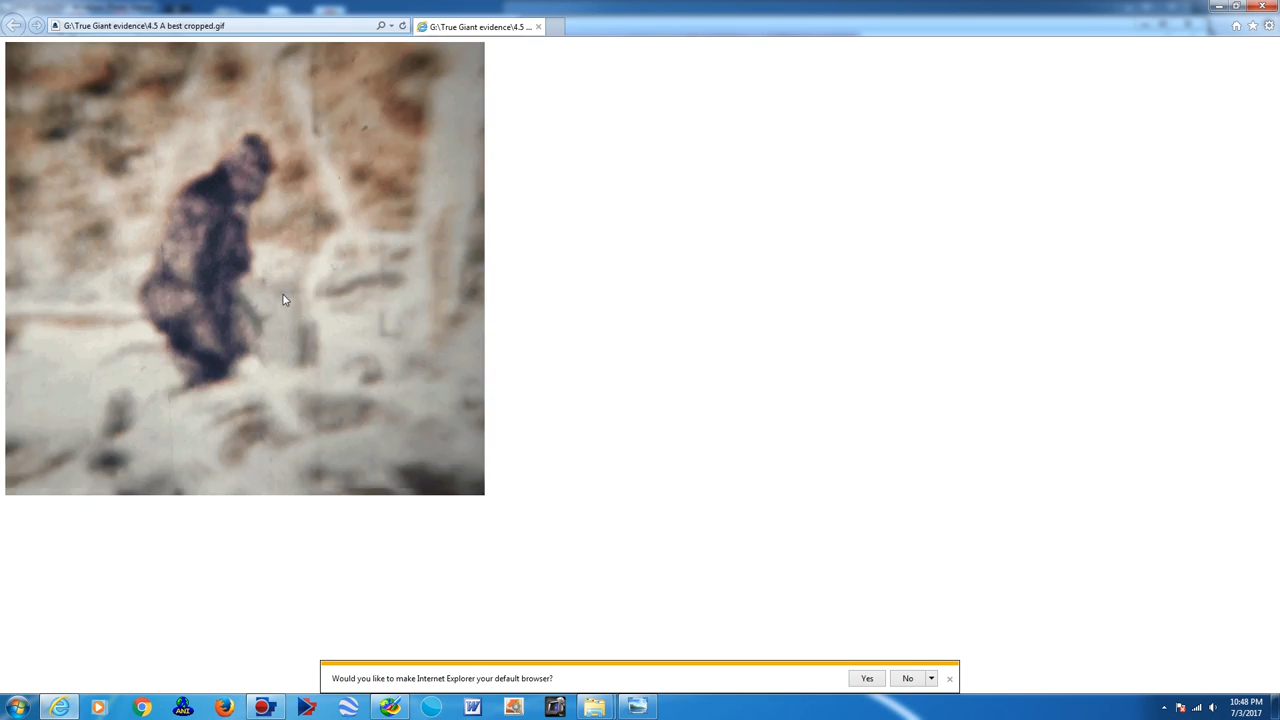 G:\True Giant evidence\4.5 A best cropped.gif
G:\True Giant evidence\4.5 ...
Would you like to make Internet Explorer your default browser?
Yes
No
ANI
W
10:48 PM
7/3/2017